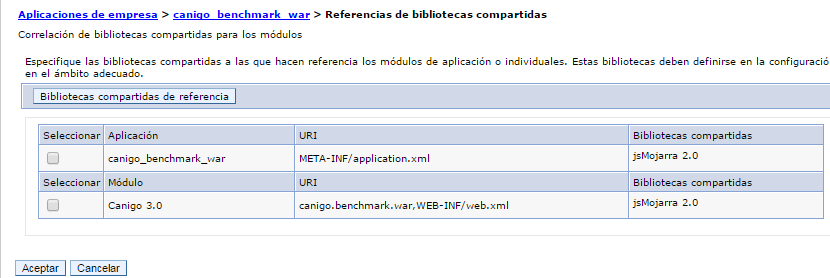 Aplicaciones de empresa > canigo_benchmark_war > Referencias de bibliotecas compartidas
Correlación de bibliotecas compartidas para los módulos
Especifique las bibliotecas compartidas a las que hacen referencia los módulos de aplicación o individuales. Estas bibliotecas deben definirse en la configuració
en el ámbito adecuado.
Bibliotecas compartidas de referencia
Seleccionar Aplicación URI Bibliotecas compartidas
canigo_benchmark_war META-INF/application.xml jsMojarra 2.0
Seleccionar Módulo URI Bibliotecas compartidas
Canigo 3.0 canigo.benchmark.war,WEB-INF/web.xml jsMojarra 2.0
Aceptar Cancelar